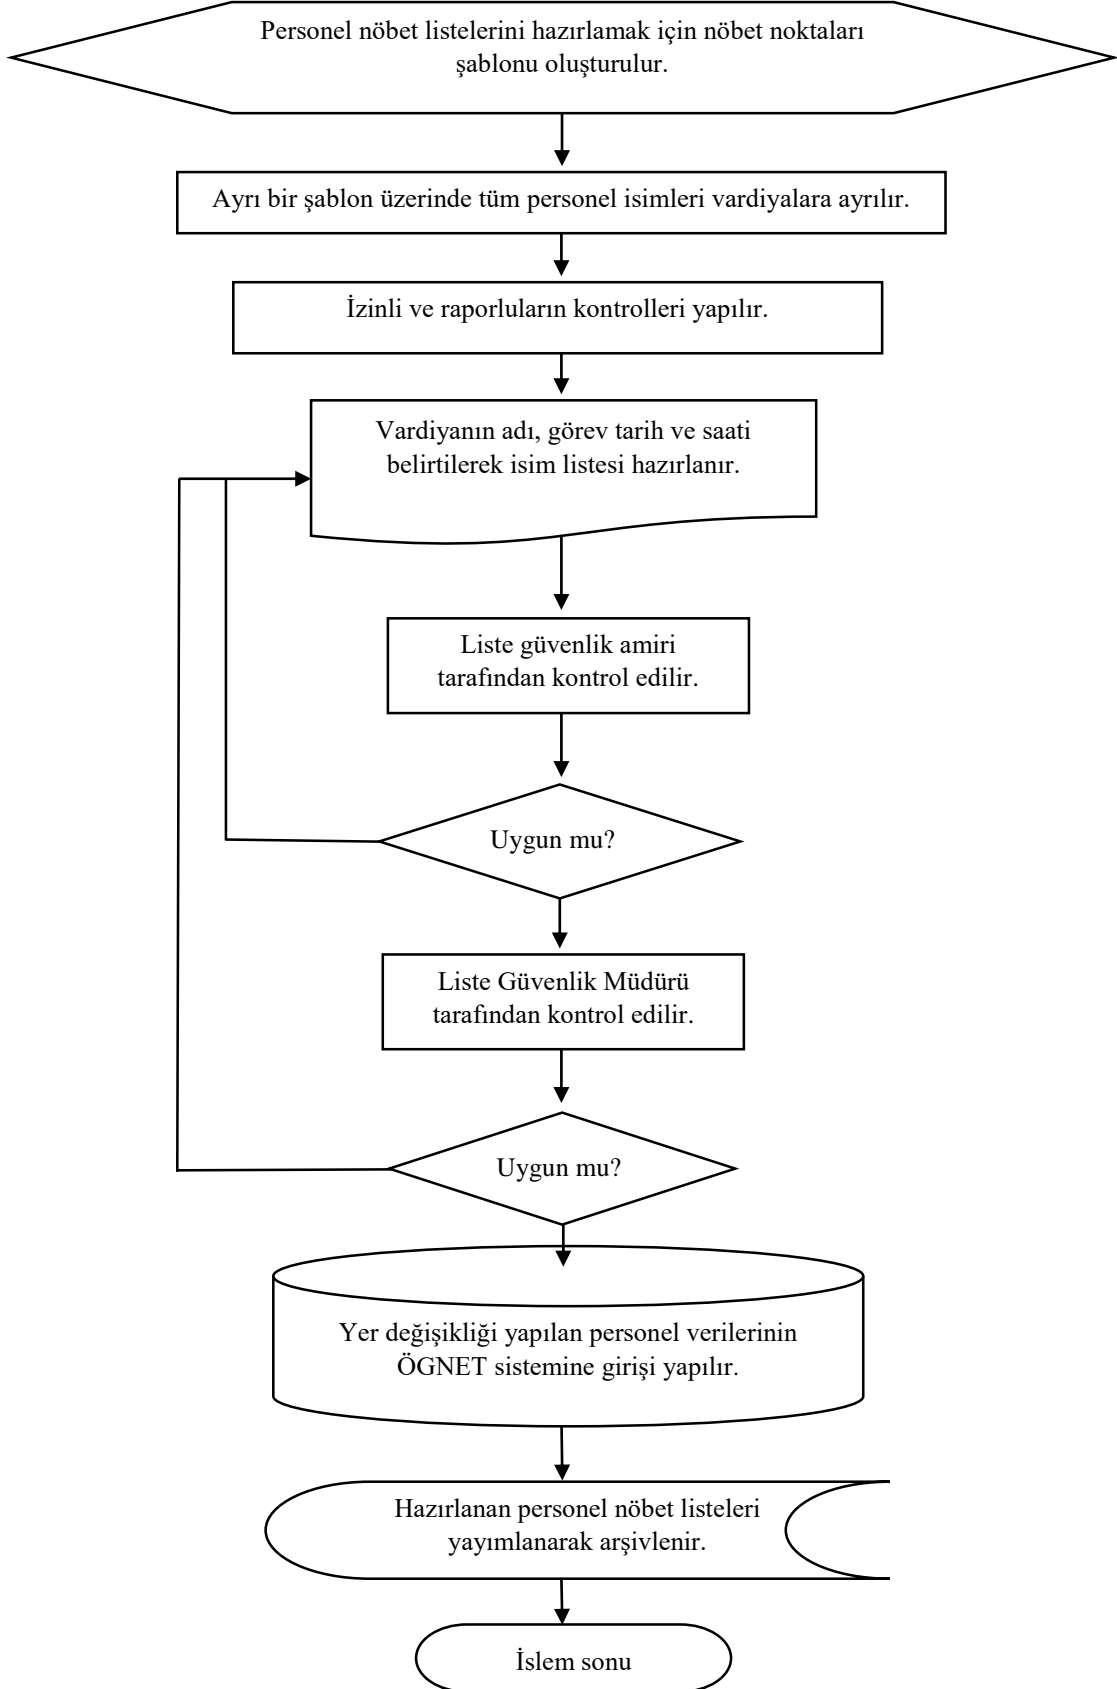 Personel nöbet listelerini hazırlamak için nöbet noktaları
şablonu oluşturulur.
Ayrı bir şablon üzerinde tüm personel isimleri vardiyalara ayrılır.
İzinli ve raporluların kontrolleri yapılır.
Vardiyanın adı, görev tarih ve saati
belirtilerek isim listesi hazırlanır.
Liste güvenlik amiri
tarafından kontrol edilir.
Uygun mu?
Liste Güvenlik Müdürü
tarafından kontrol edilir.
Uygun mu?
Yer değişikliği yapılan personel verilerinin
ÖGNET sistemine girişi yapılır.
Hazırlanan personel nöbet listeleri
yayımlanarak arşivlenir.
İslem sonu